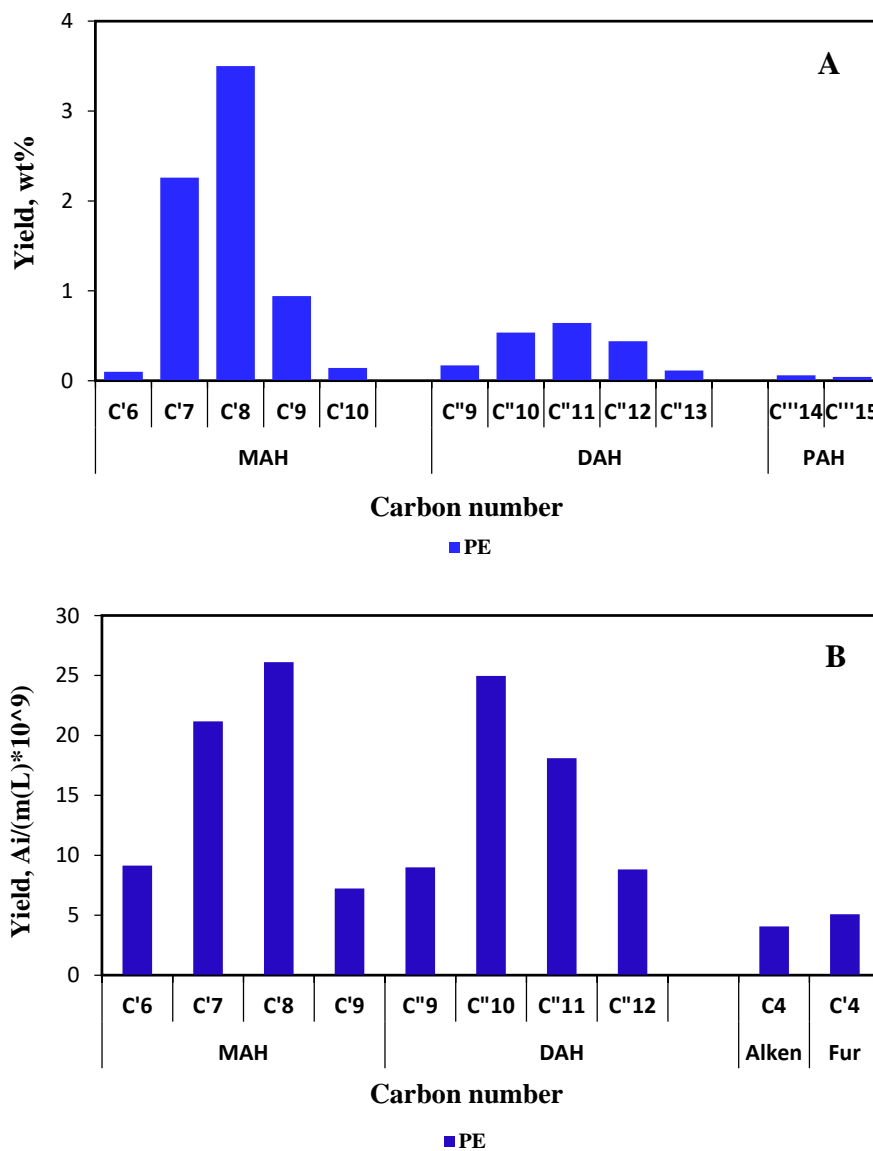 4
A
3
2
1
0
Yield, wt%
C'6 C'7 C'8 C'9 C'10 C"9 C"10 C"11 C"12 C"13 C'''14 C'''15
MAH DAH PAH
Carbon number
PE
30
B
25
20
15
10
5
0
Yield, Ai/(m(L)*10^9)
C'6 C'7 C'8 C'9 C"9 C"10 C"11 C"12 C4 C'4
MAH DAH Alken Fur
Carbon number
PE